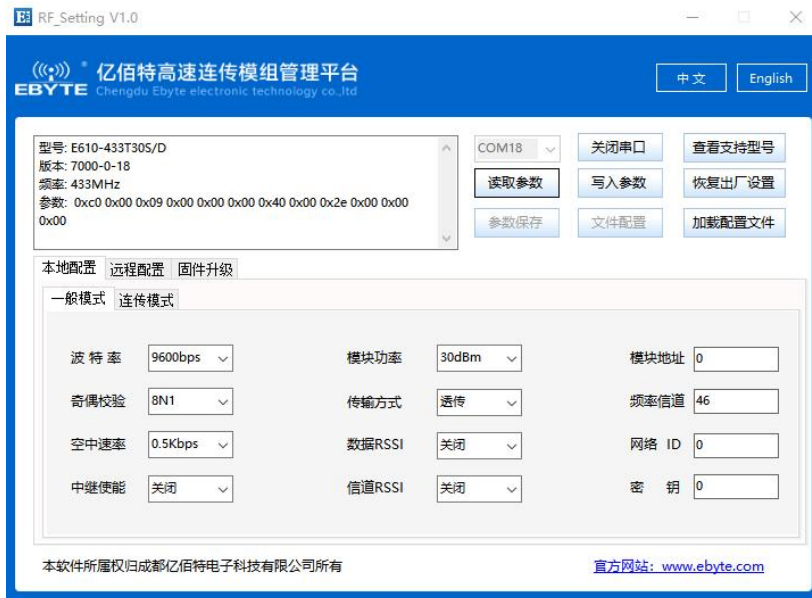 RF_Setting V1.0
EBYTE
亿佰特高速连传模组管理平台
Chengdu Ebyte electronic technology co.,ltd
中文 English
型号: E610-433T30S/D
版本: 7000-0-18
频率: 433MHz
参数: 0xc0 0x00 0x09 0x00 0x00 0x00 0x40 0x00 0x2e 0x00 0x00
0x00
COM18 关闭串口 查看支持型号
读取参数 写入参数 恢复出厂设置
参数保存 文件配置 加载配置文件
本地配置 远程配置 固件升级
一般模式 连传模式
波特率 9600bps 模块功率 30dBm 模块地址 0
奇偶校验 8N1 传输方式 透传 频率信道 46
空中速率 0.5Kbps 数据RSSI 关闭 网络 ID 0
中继使能 关闭 信道RSSI 关闭 密 钥 0
本软件所属权归成都亿佰特电子科技有限公司所有 官方网站：www.ebyte.com